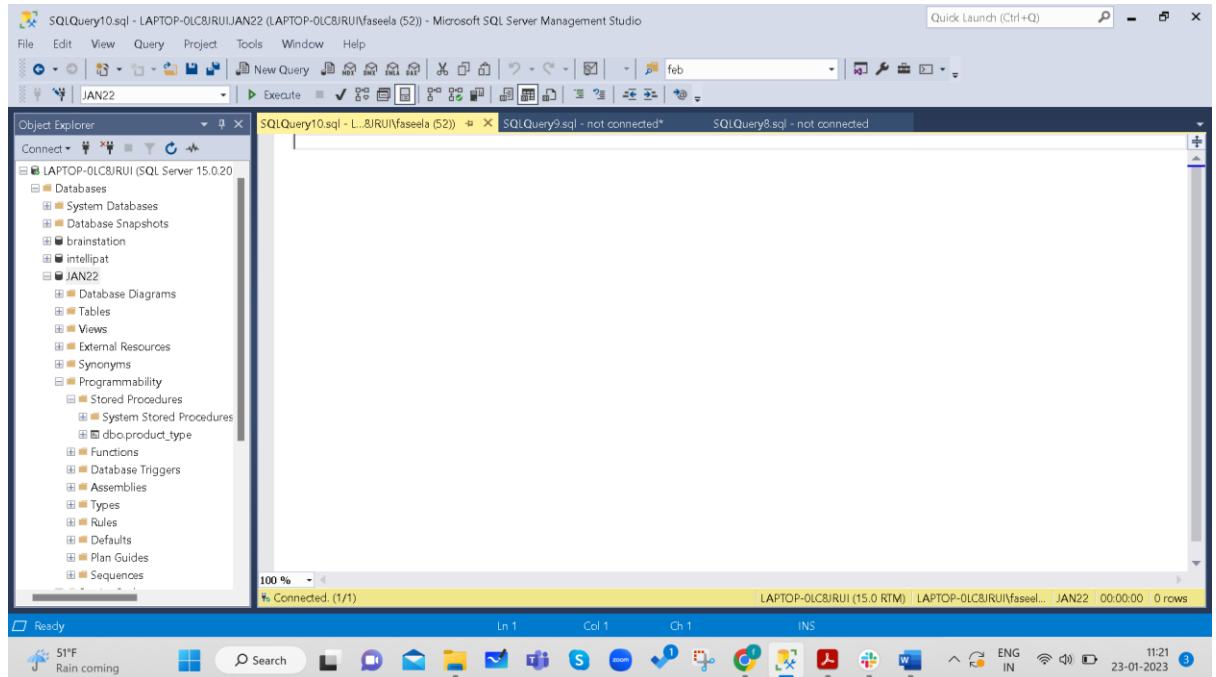 SQLQuery10.sql - LAPTOP-0LC8JRUI.JAN22 (LAPTOP-0LC8JRUI\faseela (52)) - Microsoft SQL Server Management Studio
Quick Launch (Ctrl+Q)
File Edit View Query Project Tools Window Help
New Query MDX DMX XMLA DAX feb
JAN22 Execute
Object Explorer
SQLQuery10.sql - L...8JRUI\faseela (52)) SQLQuery9.sql - not connected* SQLQuery8.sql - not connected
Connect
LAPTOP-0LC8JRUI (SQL Server 15.0.20
Databases
System Databases
Database Snapshots
brainstation
intellipat
JAN22
Database Diagrams
Tables
Views
External Resources
Synonyms
Programmability
Stored Procedures
System Stored Procedures
dbo.product_type
Functions
Database Triggers
Assemblies
Types
Rules
Defaults
Plan Guides
Sequences
100 %
Connected. (1/1) LAPTOP-0LC8JRUI (15.0 RTM) LAPTOP-0LC8JRUI\faseel... JAN22 00:00:00 0 rows
Ready Ln 1 Col 1 Ch 1 INS
51°F
Rain coming
Search
zoom
ENG
IN
11:21
23-01-2023
3